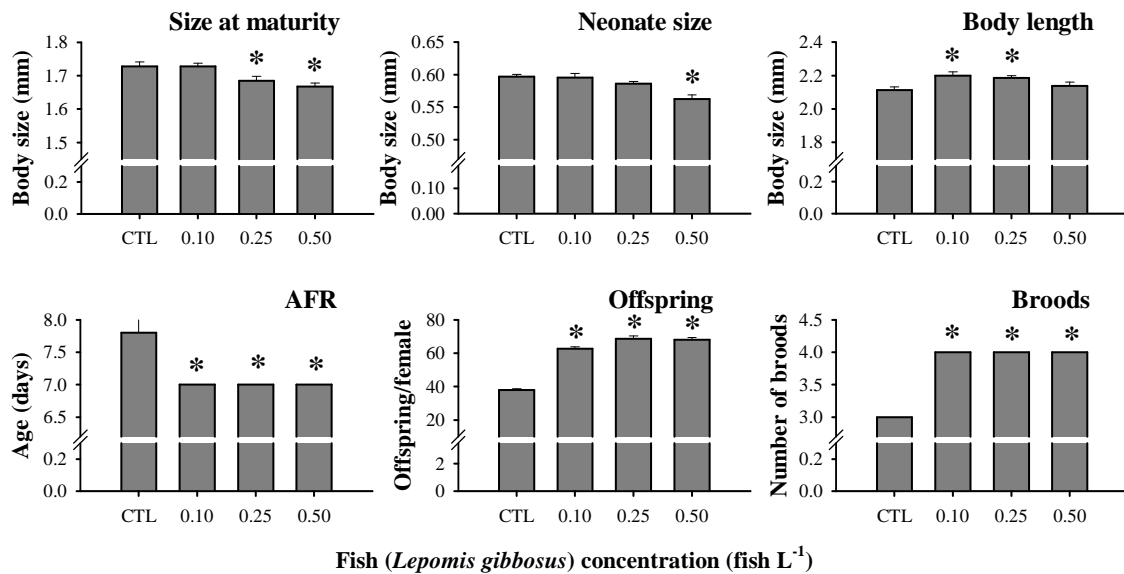 Size at maturity
Body size (mm)
1.8
1.7
1.6
1.5
0.2
0.0
*
*
CTL 0.10 0.25 0.50
Neonate size
Body size (mm)
0.65
0.60
0.55
0.50
0.10
0.00
*
CTL 0.10 0.25 0.50
Body length
Body size (mm)
2.4
2.2
2.0
1.8
0.2
0.0
*
*
CTL 0.10 0.25 0.50
AFR
Age (days)
8.0
7.5
7.0
6.5
0.2
0.0
*
*
*
CTL 0.10 0.25 0.50
Offspring
Offspring/female
80
60
40
20
2
0
*
*
*
CTL 0.10 0.25 0.50
Broods
Number of broods
4.5
4.0
3.5
3.0
0.2
0.0
*
*
*
CTL 0.10 0.25 0.50
Fish (Lepomis gibbosus) concentration (fish L⁻¹)